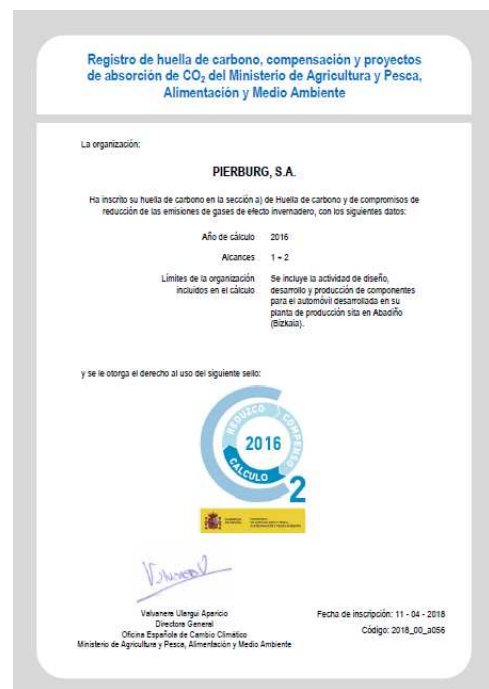 Registro de huella de carbono, compensación y proyectos
de absorción de CO₂ del Ministerio de Agricultura y Pesca,
Alimentación y Medio Ambiente
La organización:
PIERBURG, S.A.
Ha inscrito su huella de carbono en la sección a) de Huella de carbono y de compromisos de
reducción de las emisiones de gases de efecto invernadero, con los siguientes datos:
Año de cálculo 2016
Alcances 1 + 2
Límites de la organización Se incluye la actividad de diseño,
incluidos en el cálculo desarrollo y producción de componentes
para el automóvil desarrollada en su
planta de producción sita en Abadiño
(Bizkaia).
y se le otorga el derecho al uso del siguiente sello:
REDUZCO COMPENSO
2016
CALCULO
2
Valvanera Ulargui Aparicio
Directora General
Oficina Española de Cambio Climático
Ministerio de Agricultura y Pesca, Alimentación y Medio Ambiente
Fecha de inscripción: 11 - 04 - 2018
Código: 2018_00_a056